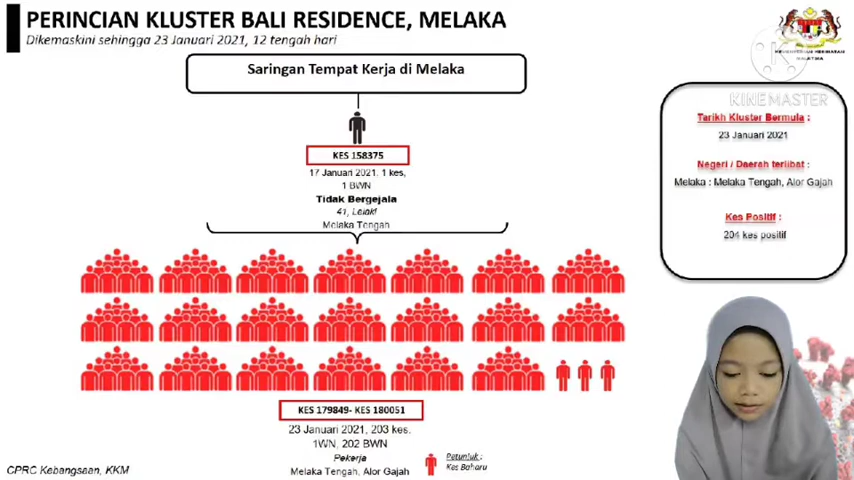 PERINCIAN KLUSTER BALI RESIDENCE, MELAKA
Dikemaskini sehingga 23 Januari 2021, 12 tengah hari
Saringan Tempat Kerja di Melaka
KES 158375
17 Januari 2021. 1 kes,
1 BWN
Tidak Bergejala
41, Lelaki
Melaka Tengah
KES 179849- KES 180051
23 Januari 2021, 203 kes.
1WN, 202 BWN
Pekerja
Melaka Tengah, Alor Gajah
Petunjuk :
Kes Baharu
CPRC Kebangsaan, KKM
KEMENTERIAN KESIHATAN
MALAYSIA
K
S
KINEMASTER
Tarikh Kluster Bermula :
23 Januari 2021
Negeri / Daerah terlibat :
Melaka : Melaka Tengah, Alor Gajah
Kes Positif :
204 kes positif